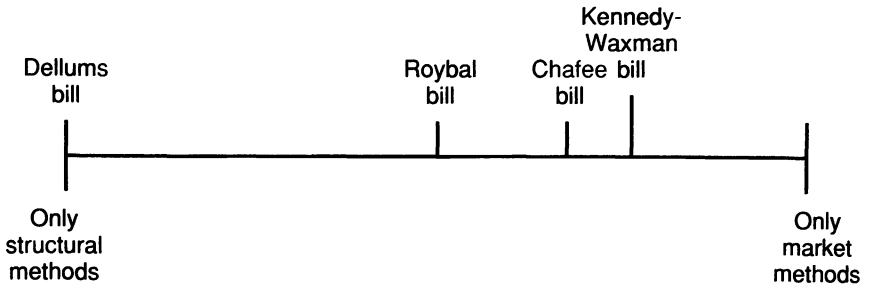 Dellums
bill
Roybal
bill
Chafee
bill
Kennedy-
Waxman
bill
Only
structural
methods
Only
market
methods